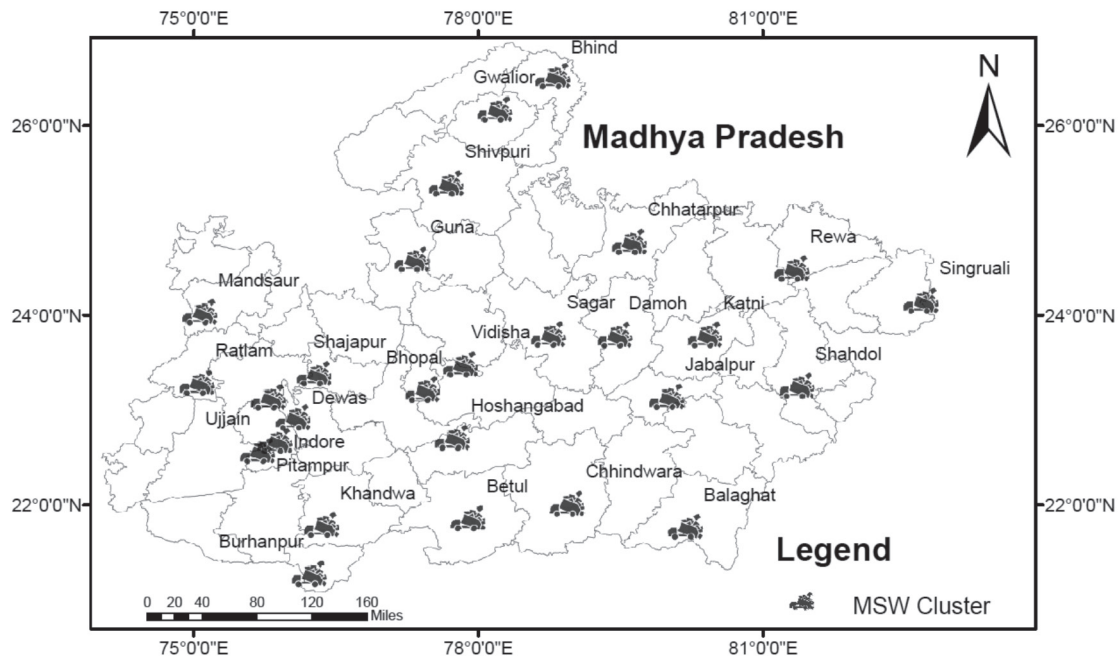 75°0'0"E 78°0'0"E 81°0'0"E
Bhind
Gwalior
N
26°0'0"N 26°0'0"N
Madhya Pradesh
Shivpuri
Chhatarpur
Guna
Rewa
Singruali
Mandsaur
Sagar Damoh Katni
24°0'0"N 24°0'0"N
Vidisha
Shajapur
Ratlam
Bhopal
Shahdol
Jabalpur
Dewas
Hoshangabad
Ujjain
Indore
Pitampur
Chhindwara
Betul
Khandwa
Balaghat
22°0'0"N 22°0'0"N
Burhanpur
Legend
0 20 40 80 120 160
Miles
MSW Cluster
75°0'0"E 78°0'0"E 81°0'0"E